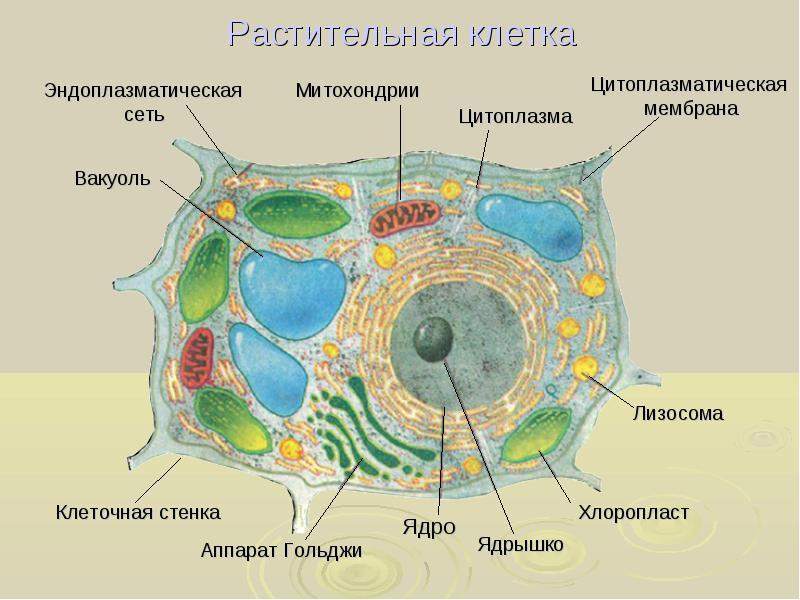 Растительная клетка
Эндоплазматическая
сеть
Митохондрии
Цитоплазма
Цитоплазматическая
мембрана
Вакуоль
Лизосома
Клеточная стенка
Аппарат Гольджи
Ядро
Ядрышко
Хлоропласт